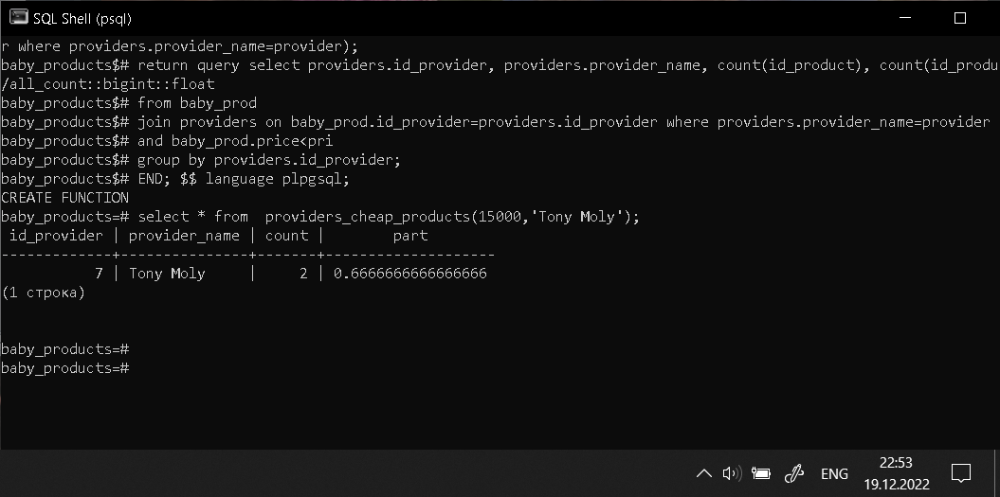 SQL Shell (psql)
r where providers.provider_name=provider);
baby_products$# return query select providers.id_provider, providers.provider_name, count(id_product), count(id_produ
/all_count::bigint::float
baby_products$# from baby_prod
baby_products$# join providers on baby_prod.id_provider=providers.id_provider where providers.provider_name=provider
baby_products$# and baby_prod.price<pri
baby_products$# group by providers.id_provider;
baby_products$# END; $$ language plpgsql;
CREATE FUNCTION
baby_products=# select * from  providers_cheap_products(15000,'Tony Moly');
 id_provider | provider_name | count |        part
-------------+---------------+-------+--------------------
           7 | Tony Moly     |     2 | 0.6666666666666666
(1 строка)
baby_products=#
baby_products=#
ENG
22:53
19.12.2022